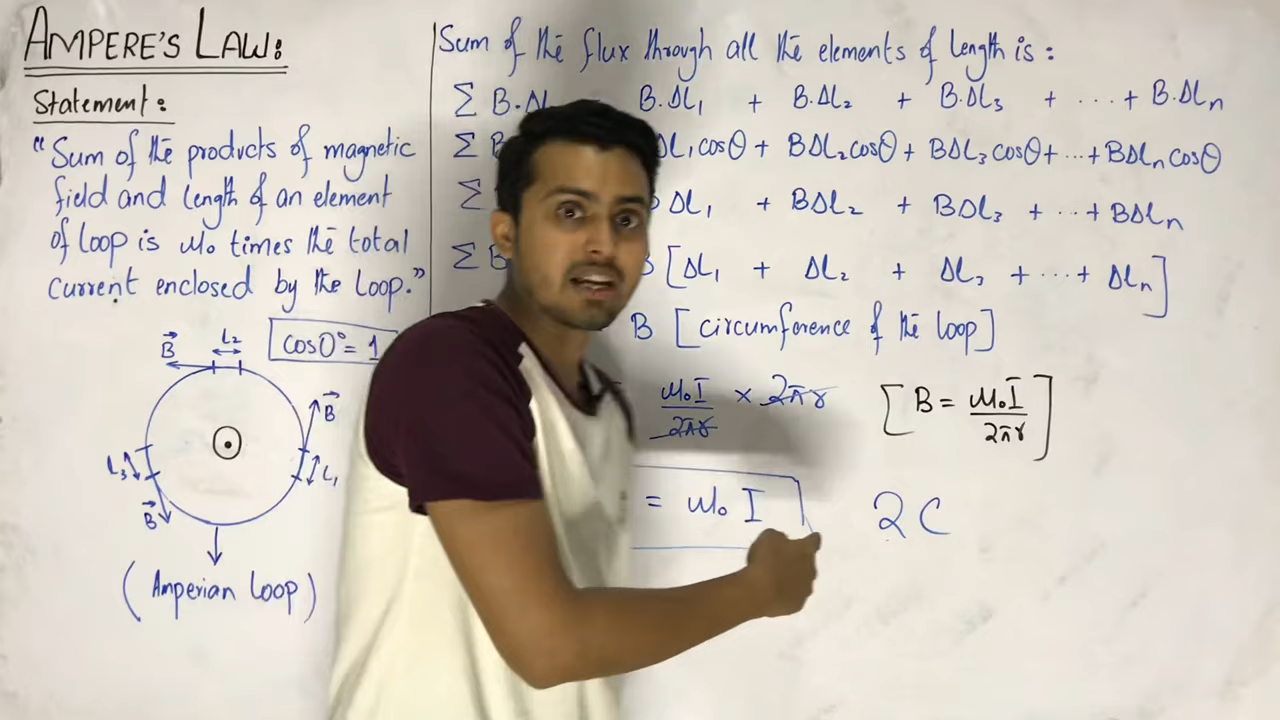 AMPERE'S LAW:
Statement:
"Sum of the products of magnetic
field and length of an element
of loop is μ₀ times the total
current enclosed by the loop."
cos0° = 1
B⃗
L₂
B⃗
L₁
L₃
B⃗
(Amperian loop)
Sum of the flux through all the elements of length is:
Σ B.ΔL B.ΔL₁ + B.ΔL₂ + B.ΔL₃ + ... + B.ΔLn
Σ B ΔL₁cosθ + BΔL₂cosθ + BΔL₃cosθ + ... + BΔLncosθ
Σ BΔL₁ + BΔL₂ + BΔL₃ + ... + BΔLn
Σ B B[ΔL₁ + ΔL₂ + ΔL₃ + ... + ΔLn]
B [circumference of the loop]
μ₀I/2πr × 2πr [B = μ₀I/2πr]
= μ₀ I
2C